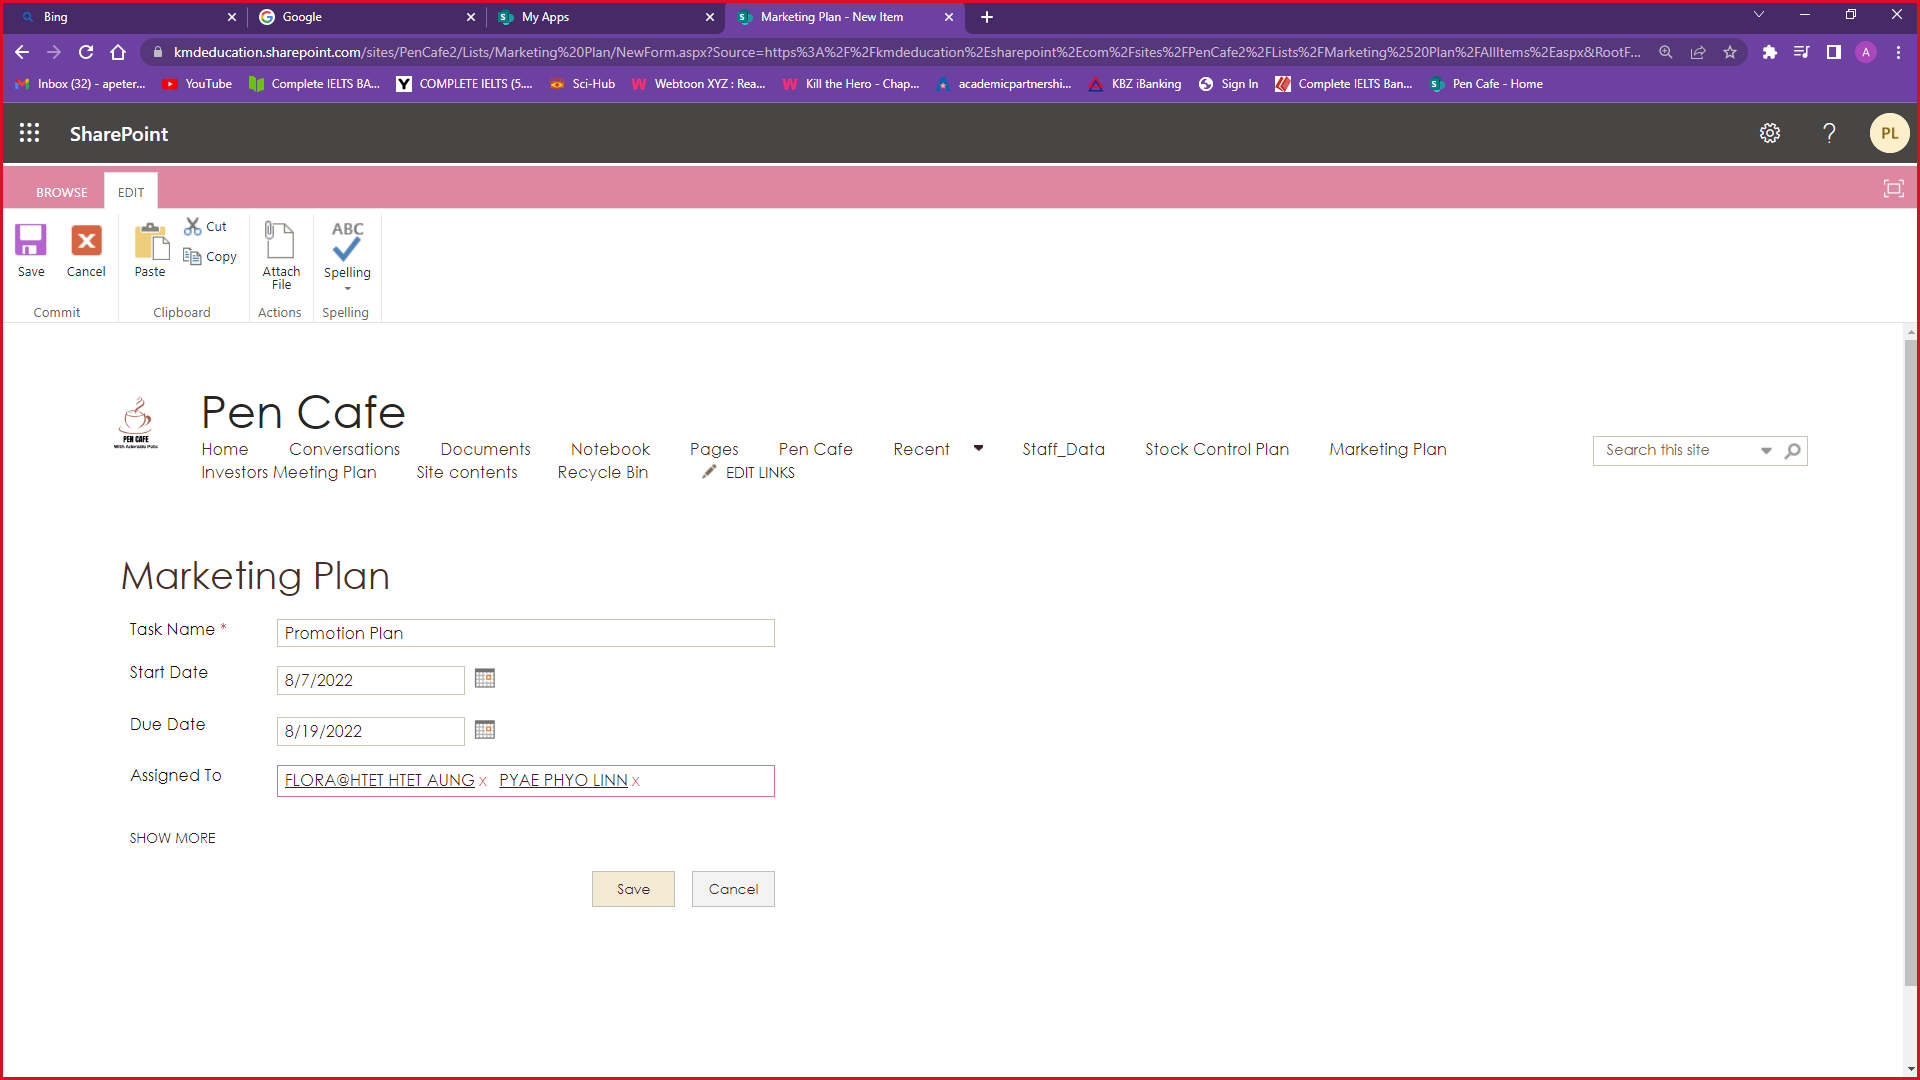 Bing
Google
My Apps
Marketing Plan - New Item
kmdeducation.sharepoint.com/sites/PenCafe2/Lists/Marketing%20Plan/NewForm.aspx?Source=https%3A%2F%2Fkmdeducation%2Esharepoint%2Ecom%2Fsites%2FPenCafe2%2FLists%2FMarketing%2520Plan%2FAllItems%2Easpx&RootF...
A
Inbox (32) - apeter...
YouTube
Complete IELTS BA...
COMPLETE IELTS (5....
Sci-Hub
Webtoon XYZ : Rea...
Kill the Hero - Chap...
academicpartnershi...
KBZ iBanking
Sign In
Complete IELTS Ban...
Pen Cafe - Home
SharePoint
PL
BROWSE
EDIT
Save
Cancel
Commit
Paste
Cut
Copy
Clipboard
Attach
File
Actions
ABC
Spelling
Spelling
PEN CAFE
With Adorable Pets
Pen Cafe
Home Conversations Documents Notebook Pages Pen Cafe Recent Staff_Data Stock Control Plan Marketing Plan
Investors Meeting Plan Site contents Recycle Bin EDIT LINKS
Search this site
Marketing Plan
Task Name * Promotion Plan
Start Date 8/7/2022
Due Date 8/19/2022
Assigned To FLORA@HTET HTET AUNG x PYAE PHYO LINN x
SHOW MORE
Save Cancel